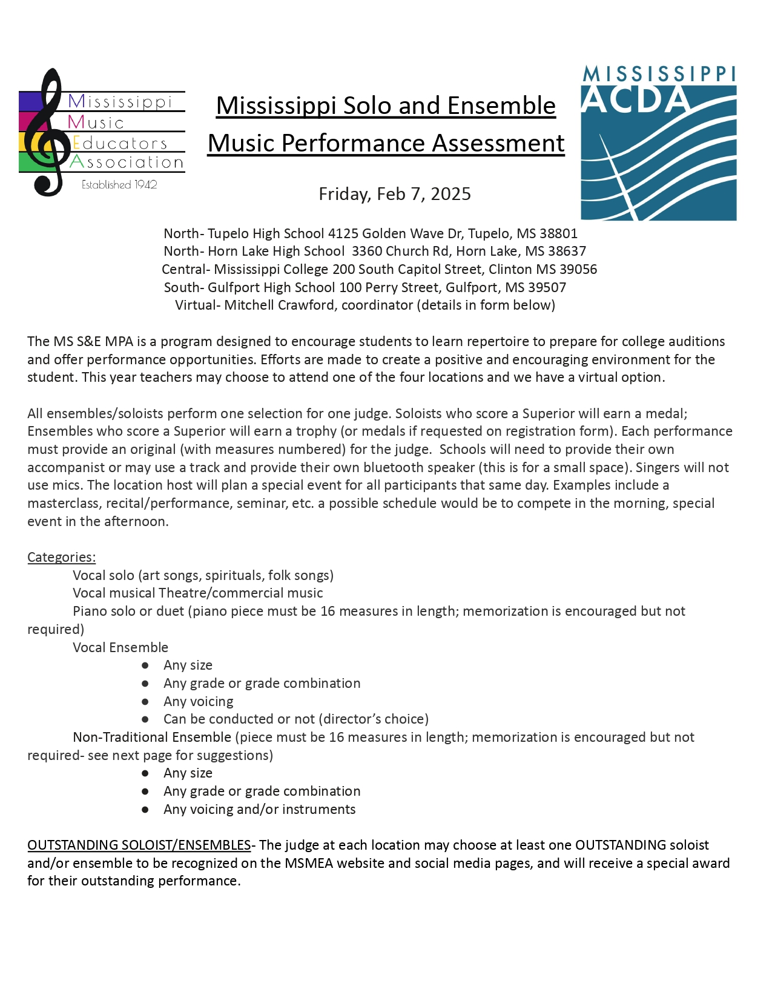 Mississippi
Music
Educators
Association
Established 1942
MISSISSIPPI
ACDA
Mississippi Solo and Ensemble
Music Performance Assessment
Friday, Feb 7, 2025
North- Tupelo High School 4125 Golden Wave Dr, Tupelo, MS 38801
North- Horn Lake High School  3360 Church Rd, Horn Lake, MS 38637
Central- Mississippi College 200 South Capitol Street, Clinton MS 39056
South- Gulfport High School 100 Perry Street, Gulfport, MS 39507
Virtual- Mitchell Crawford, coordinator (details in form below)
The MS S&E MPA is a program designed to encourage students to learn repertoire to prepare for college auditions
and offer performance opportunities. Efforts are made to create a positive and encouraging environment for the
student. This year teachers may choose to attend one of the four locations and we have a virtual option.
All ensembles/soloists perform one selection for one judge. Soloists who score a Superior will earn a medal;
Ensembles who score a Superior will earn a trophy (or medals if requested on registration form). Each performance
must provide an original (with measures numbered) for the judge.  Schools will need to provide their own
accompanist or may use a track and provide their own bluetooth speaker (this is for a small space). Singers will not
use mics. The location host will plan a special event for all participants that same day. Examples include a
masterclass, recital/performance, seminar, etc. a possible schedule would be to compete in the morning, special
event in the afternoon.
Categories:
Vocal solo (art songs, spirituals, folk songs)
Vocal musical Theatre/commercial music
Piano solo or duet (piano piece must be 16 measures in length; memorization is encouraged but not
required)
Vocal Ensemble
● Any size
● Any grade or grade combination
● Any voicing
● Can be conducted or not (director’s choice)
Non-Traditional Ensemble (piece must be 16 measures in length; memorization is encouraged but not
required- see next page for suggestions)
● Any size
● Any grade or grade combination
● Any voicing and/or instruments
OUTSTANDING SOLOIST/ENSEMBLES- The judge at each location may choose at least one OUTSTANDING soloist
and/or ensemble to be recognized on the MSMEA website and social media pages, and will receive a special award
for their outstanding performance.